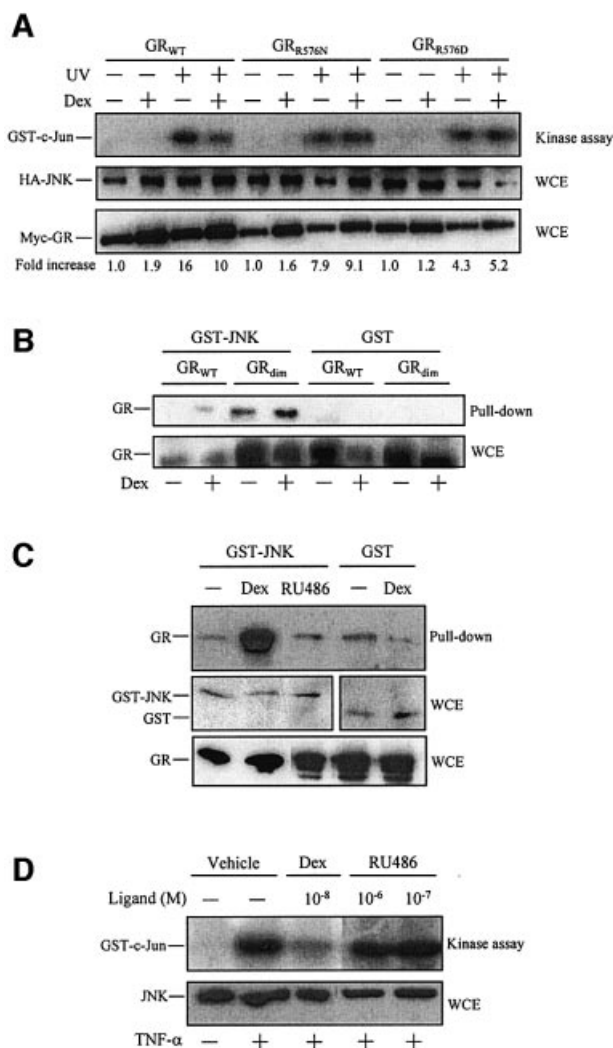 A
GR_WT GR_R576N GR_R576D
UV − − + + − − + + − − + +
Dex − + − + − + − + − + − +
GST-c-Jun Kinase assay
HA-JNK WCE
Myc-GR WCE
Fold increase 1.0 1.9 16 10 1.0 1.6 7.9 9.1 1.0 1.2 4.3 5.2
B
GST-JNK GST
GR_WT GR_dim GR_WT GR_dim
GR Pull-down
GR WCE
Dex − + − + − + − +
C
GST-JNK GST
− Dex RU486 − Dex
GR Pull-down
GST-JNK
WCE
GST
GR WCE
D
Vehicle Dex RU486
Ligand (M) − − 10⁻⁸ 10⁻⁶ 10⁻⁷
GST-c-Jun Kinase assay
JNK WCE
TNF-α − + + + +